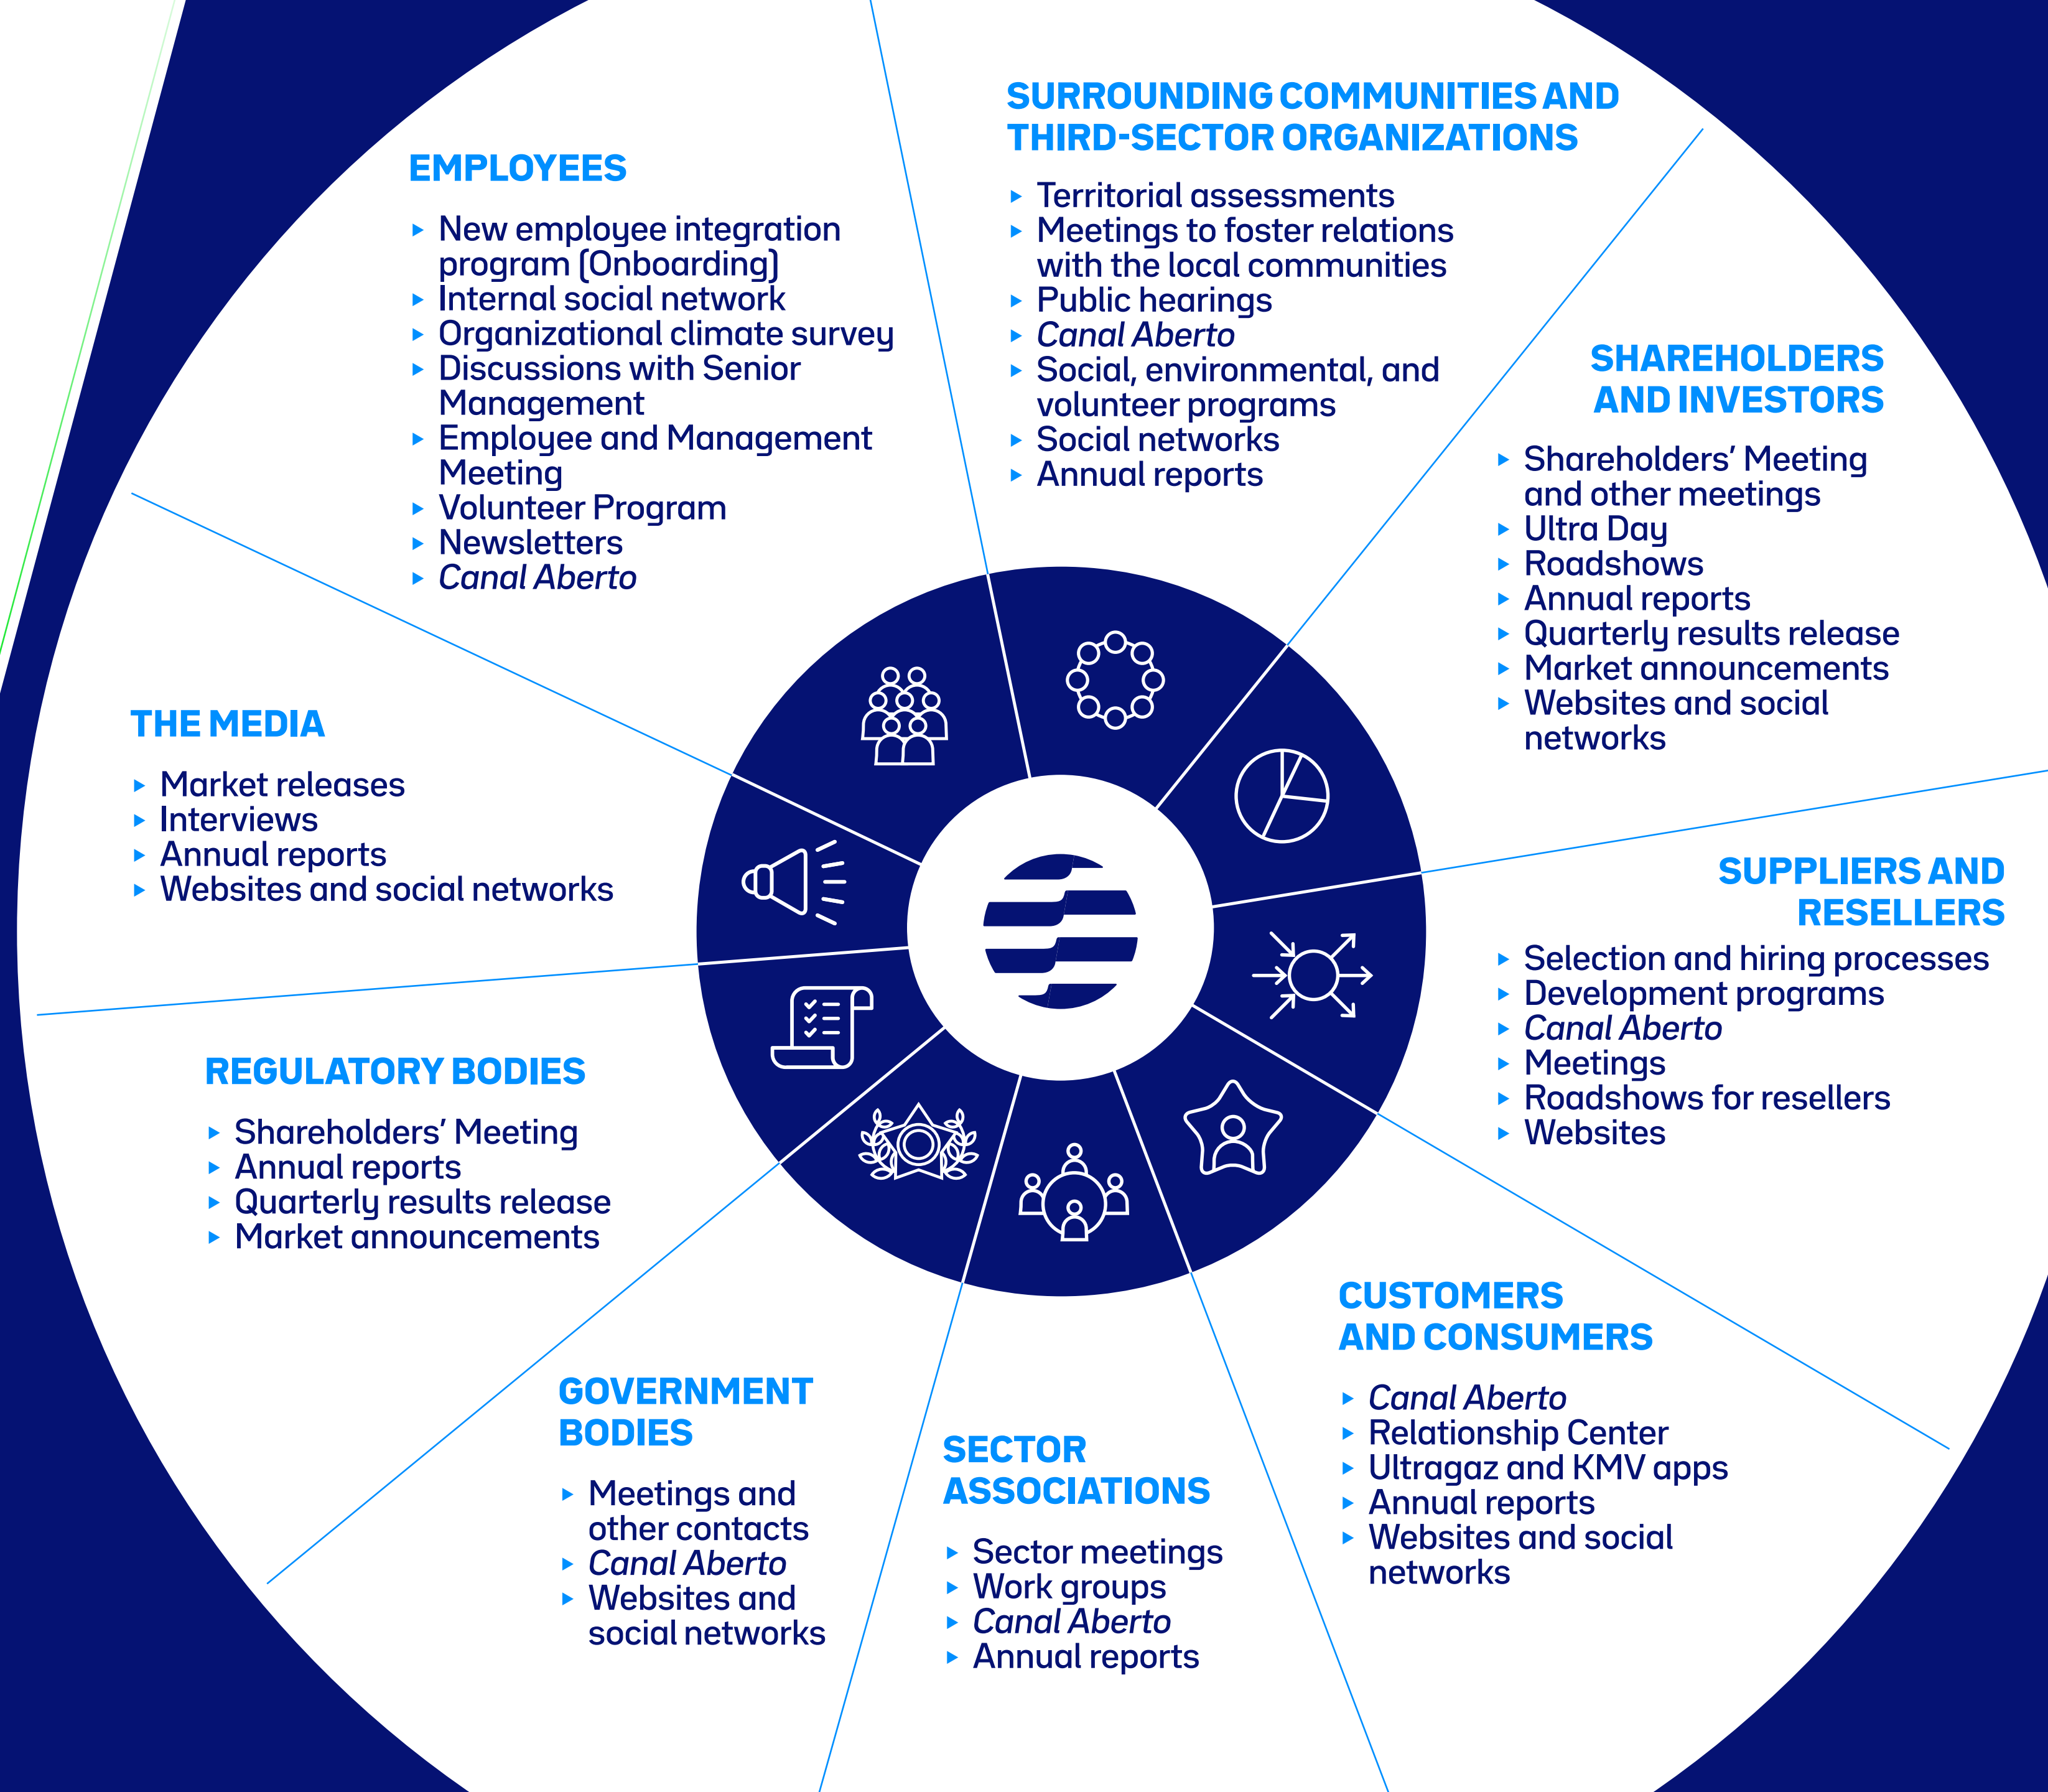 EMPLOYEES
▸ New employee integration
program (Onboarding)
▸ Internal social network
▸ Organizational climate survey
▸ Discussions with Senior
Management
▸ Employee and Management
Meeting
▸ Volunteer Program
▸ Newsletters
▸ Canal Aberto
SURROUNDING COMMUNITIES AND
THIRD-SECTOR ORGANIZATIONS
▸ Territorial assessments
▸ Meetings to foster relations
with the local communities
▸ Public hearings
▸ Canal Aberto
▸ Social, environmental, and
volunteer programs
▸ Social networks
▸ Annual reports
SHAREHOLDERS
AND INVESTORS
▸ Shareholders’ Meeting
and other meetings
▸ Ultra Day
▸ Roadshows
▸ Annual reports
▸ Quarterly results release
▸ Market announcements
▸ Websites and social
networks
SUPPLIERS AND
RESELLERS
▸ Selection and hiring processes
▸ Development programs
▸ Canal Aberto
▸ Meetings
▸ Roadshows for resellers
▸ Websites
CUSTOMERS
AND CONSUMERS
▸ Canal Aberto
▸ Relationship Center
▸ Ultragaz and KMV apps
▸ Annual reports
▸ Websites and social
networks
SECTOR
ASSOCIATIONS
▸ Sector meetings
▸ Work groups
▸ Canal Aberto
▸ Annual reports
GOVERNMENT
BODIES
▸ Meetings and
other contacts
▸ Canal Aberto
▸ Websites and
social networks
REGULATORY BODIES
▸ Shareholders’ Meeting
▸ Annual reports
▸ Quarterly results release
▸ Market announcements
THE MEDIA
▸ Market releases
▸ Interviews
▸ Annual reports
▸ Websites and social networks